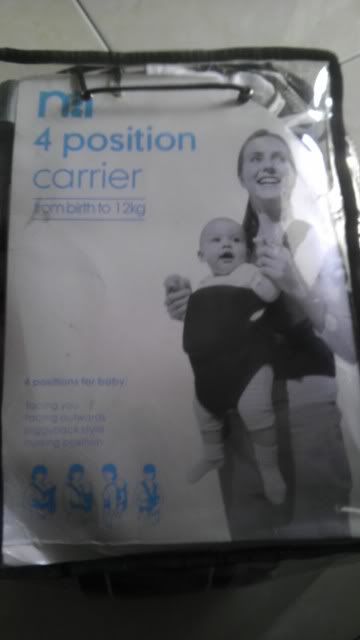 4 position
carrier
from birth to 12kg
4 positions for baby:
facing you
facing outwards
piggyback style
nursing position